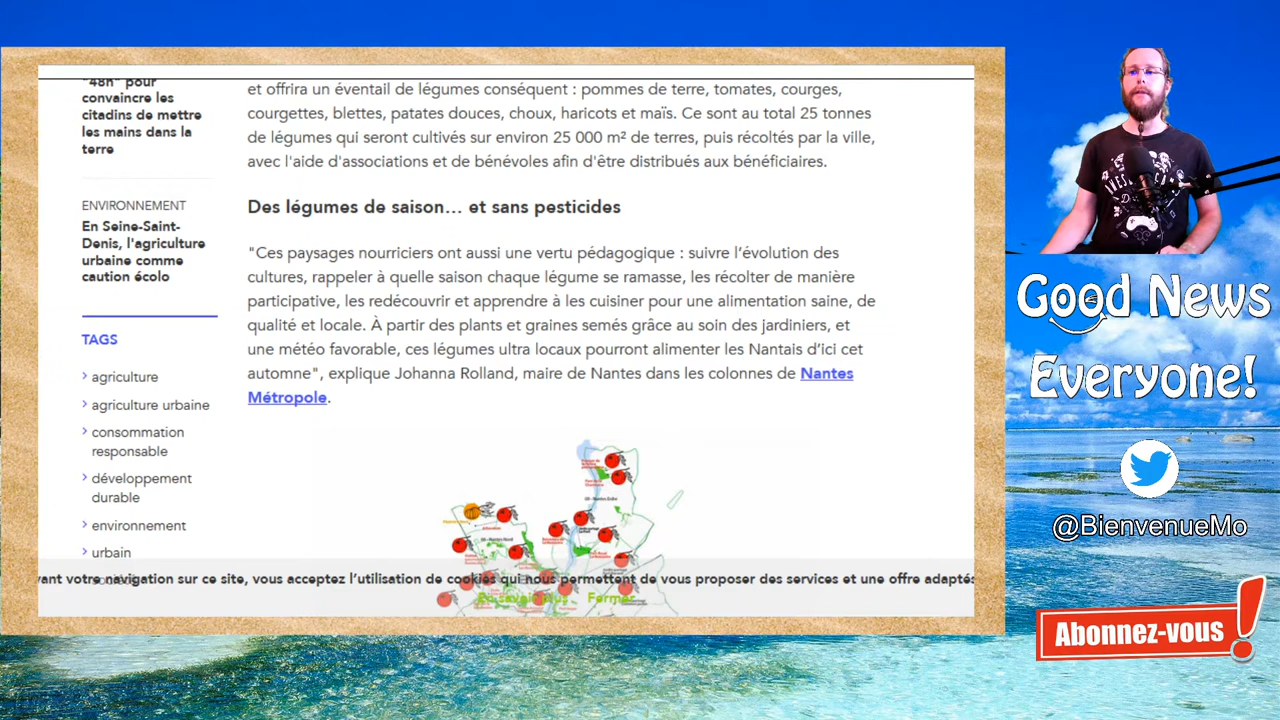 "48h" pour
convaincre les
citadins de mettre
les mains dans la
terre
ENVIRONNEMENT
En Seine-Saint-
Denis, l'agriculture
urbaine comme
caution écolo
TAGS
agriculture
agriculture urbaine
consommation
responsable
développement
durable
environnement
urbain
et offrira un éventail de légumes conséquent : pommes de terre, tomates, courges,
courgettes, blettes, patates douces, choux, haricots et maïs. Ce sont au total 25 tonnes
de légumes qui seront cultivés sur environ 25 000 m² de terres, puis récoltés par la ville,
avec l'aide d'associations et de bénévoles afin d'être distribués aux bénéficiaires.
Des légumes de saison… et sans pesticides
"Ces paysages nourriciers ont aussi une vertu pédagogique : suivre l’évolution des
cultures, rappeler à quelle saison chaque légume se ramasse, les récolter de manière
participative, les redécouvrir et apprendre à les cuisiner pour une alimentation saine, de
qualité et locale. À partir des plants et graines semés grâce au soin des jardiniers, et
une météo favorable, ces légumes ultra locaux pourront alimenter les Nantais d’ici cet
automne", explique Johanna Rolland, maire de Nantes dans les colonnes de Nantes
Métropole.
vant votre navigation sur ce site, vous acceptez l’utilisation de cookies qui nous permettent de vous proposer des services et une offre adaptés
En savoir plus Fermer
Good News
Everyone!
@BienvenueMo
Abonnez-vous !